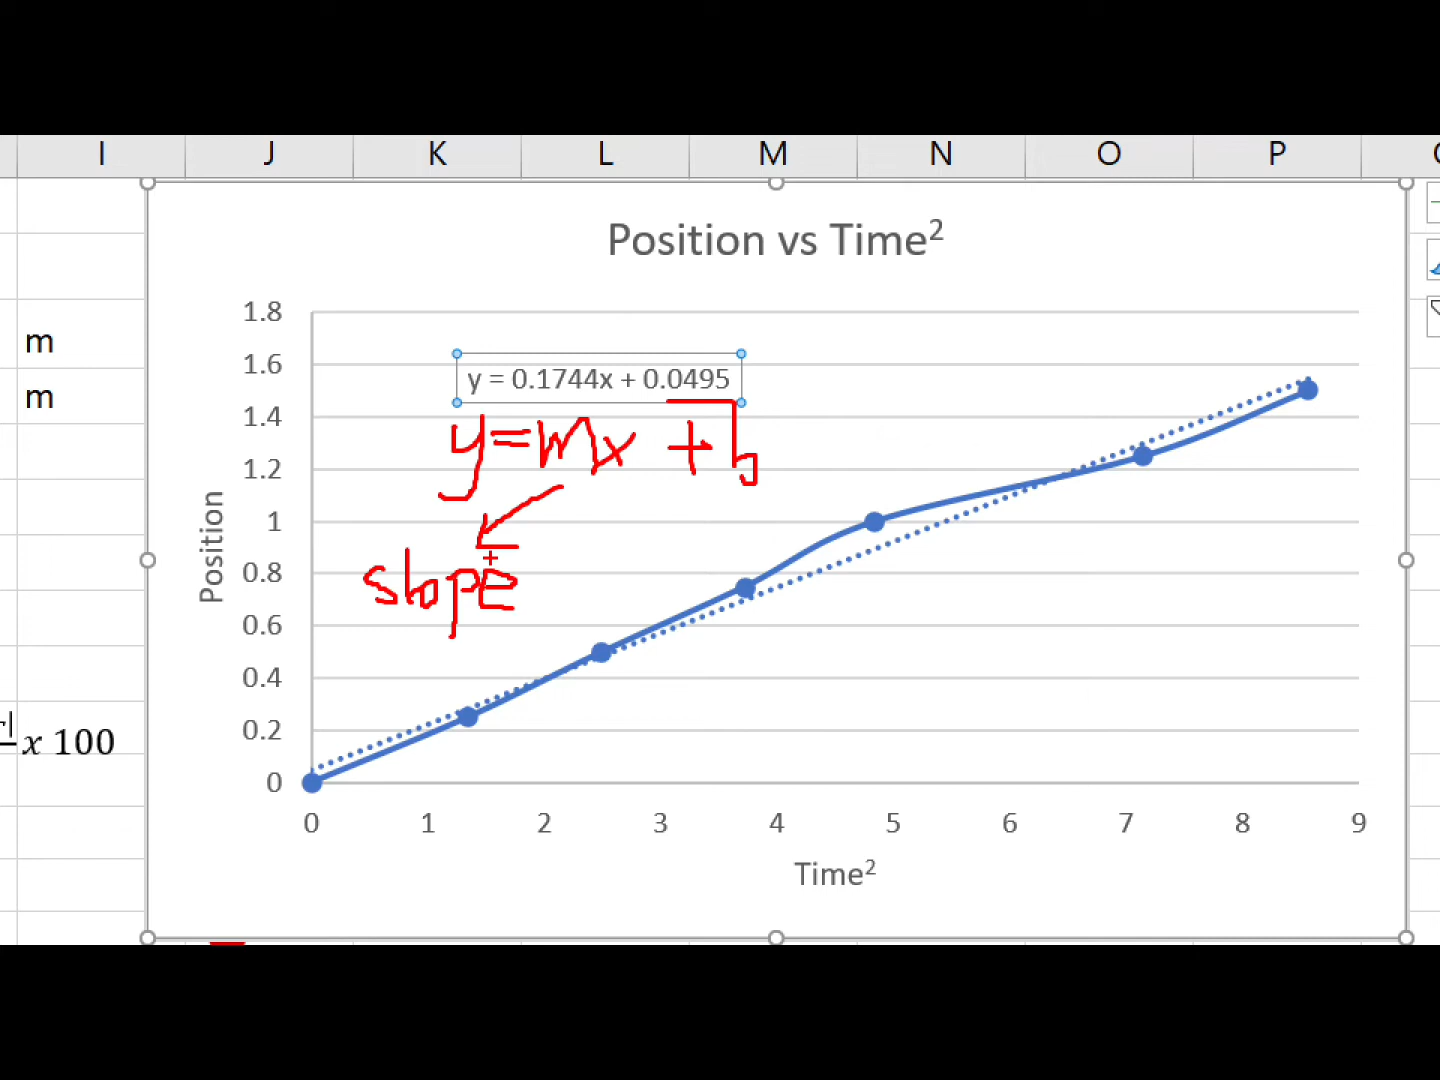 I J K L M N O P
Position vs Time²
m
m
x 100
Position
1.8
1.6
1.4
1.2
1
0.8
0.6
0.4
0.2
0
y = 0.1744x + 0.0495
y=mx + b
slope
0 1 2 3 4 5 6 7 8 9
Time²